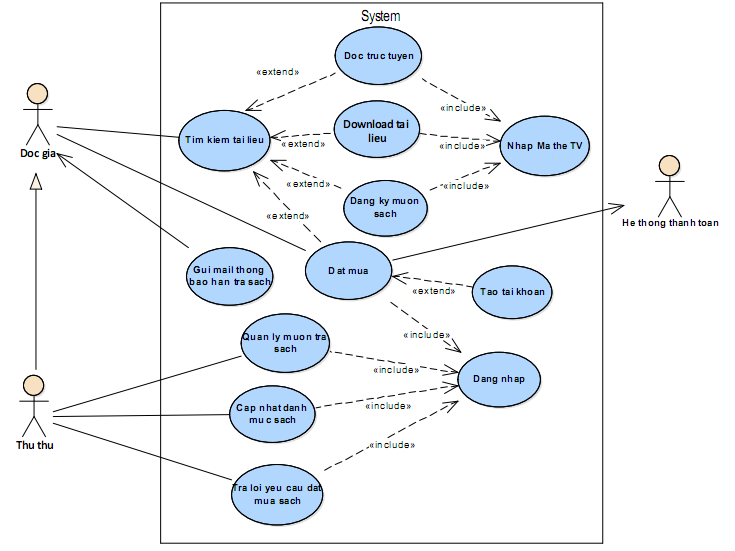 System
Doc truc tuyen
«extend»
«include»
Doc gia
Tim kiem tai lieu
Download tai
lieu
«extend»
«include»
Nhap Ma the TV
«extend»
Dang ky muon
sach
«include»
«extend»
He thong thanh toan
Gui mail thong
bao han tra sach
Dat mua
«extend»
Tao tai khoan
Quan ly muon tra
sach
«include»
«include»
Dang nhap
Thu thu
Cap nhat danh
muc sach
«include»
«include»
Tra loi yeu cau dat
mua sach